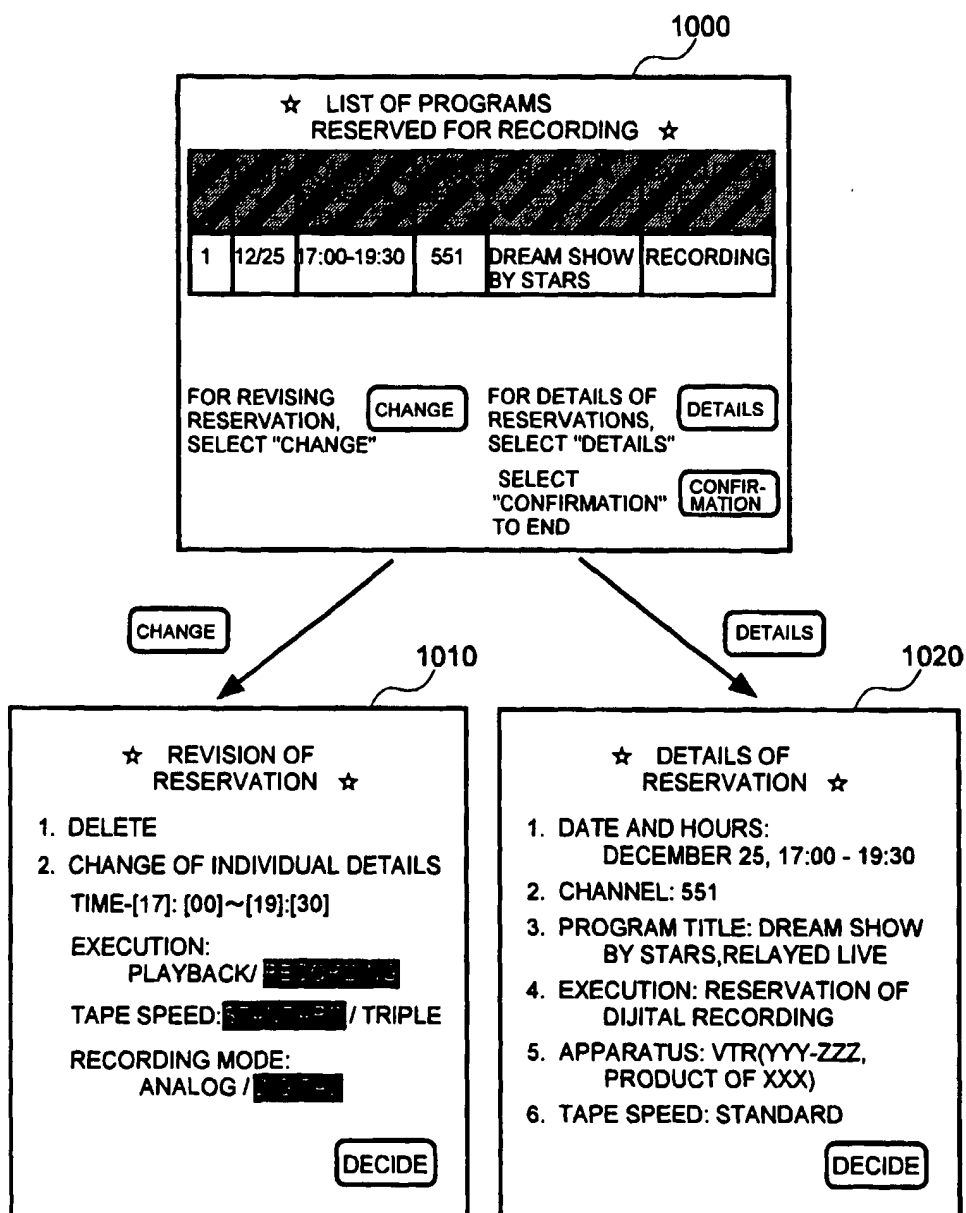 1000
☆ LIST OF PROGRAMS
RESERVED FOR RECORDING ☆
1 12/25 17:00-19:30 551 DREAM SHOW RECORDING
BY STARS
FOR REVISING
RESERVATION,
SELECT "CHANGE"
CHANGE
FOR DETAILS OF
RESERVATIONS,
SELECT "DETAILS"
DETAILS
SELECT
"CONFIRMATION"
TO END
CONFIR-
MATION
CHANGE
DETAILS
1010
☆ REVISION OF
RESERVATION ☆
1. DELETE
2. CHANGE OF INDIVIDUAL DETAILS
TIME-[17]: [00]~[19]:[30]
EXECUTION:
PLAYBACK/
TAPE SPEED: / TRIPLE
RECORDING MODE:
ANALOG /
DECIDE
1020
☆ DETAILS OF
RESERVATION ☆
1. DATE AND HOURS:
DECEMBER 25, 17:00 - 19:30
2. CHANNEL: 551
3. PROGRAM TITLE: DREAM SHOW
BY STARS,RELAYED LIVE
4. EXECUTION: RESERVATION OF
DIJITAL RECORDING
5. APPARATUS: VTR(YYY-ZZZ,
PRODUCT OF XXX)
6. TAPE SPEED: STANDARD
DECIDE